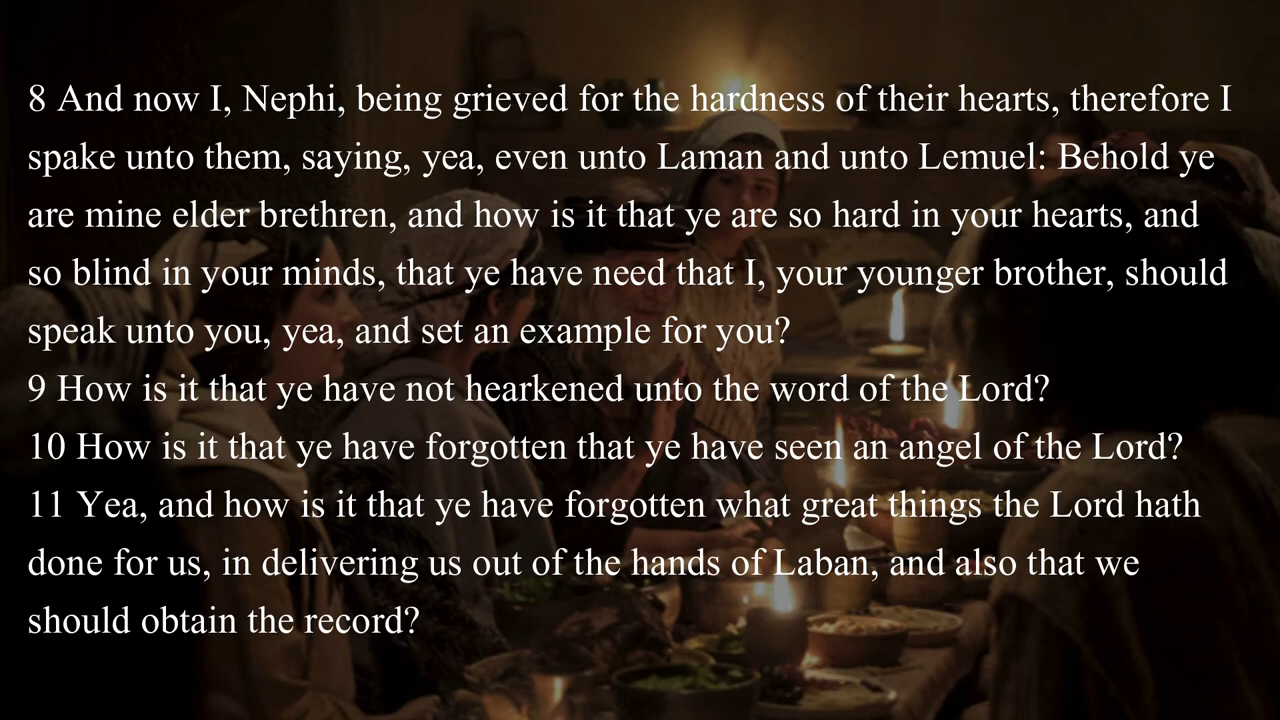 8 And now I, Nephi, being grieved for the hardness of their hearts, therefore I
spake unto them, saying, yea, even unto Laman and unto Lemuel: Behold ye
are mine elder brethren, and how is it that ye are so hard in your hearts, and
so blind in your minds, that ye have need that I, your younger brother, should
speak unto you, yea, and set an example for you?
9 How is it that ye have not hearkened unto the word of the Lord?
10 How is it that ye have forgotten that ye have seen an angel of the Lord?
11 Yea, and how is it that ye have forgotten what great things the Lord hath
done for us, in delivering us out of the hands of Laban, and also that we
should obtain the record?